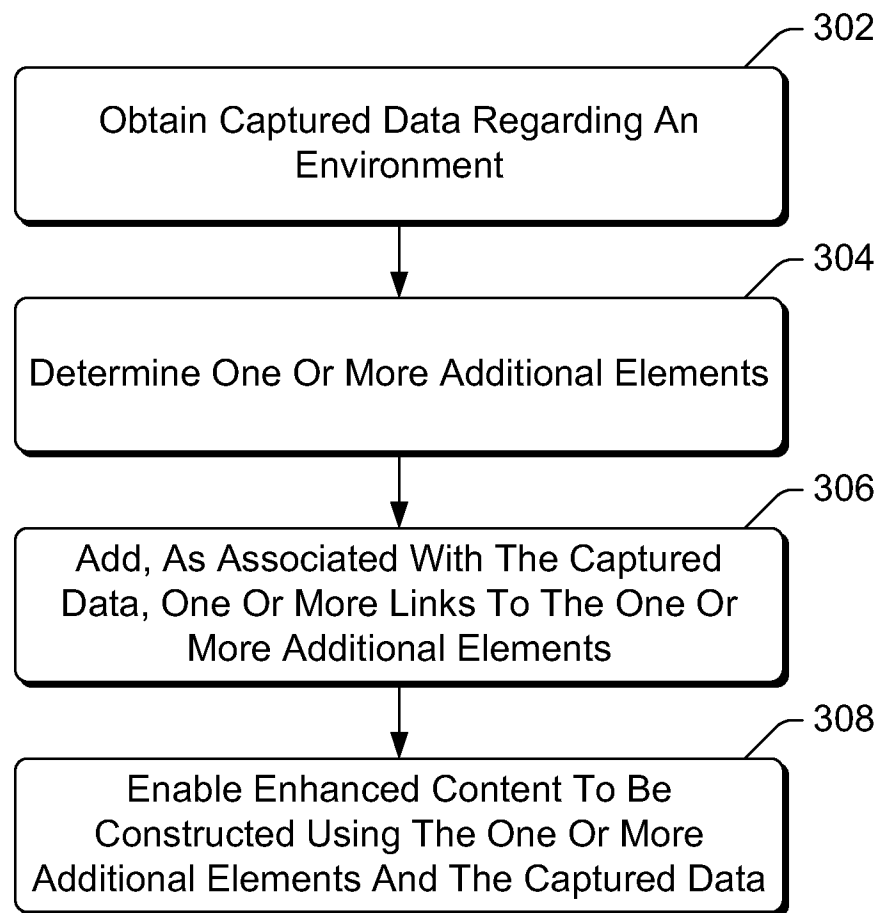 302
Obtain Captured Data Regarding An
Environment
304
Determine One Or More Additional Elements
306
Add, As Associated With The Captured
Data, One Or More Links To The One Or
More Additional Elements
308
Enable Enhanced Content To Be
Constructed Using The One Or More
Additional Elements And The Captured Data